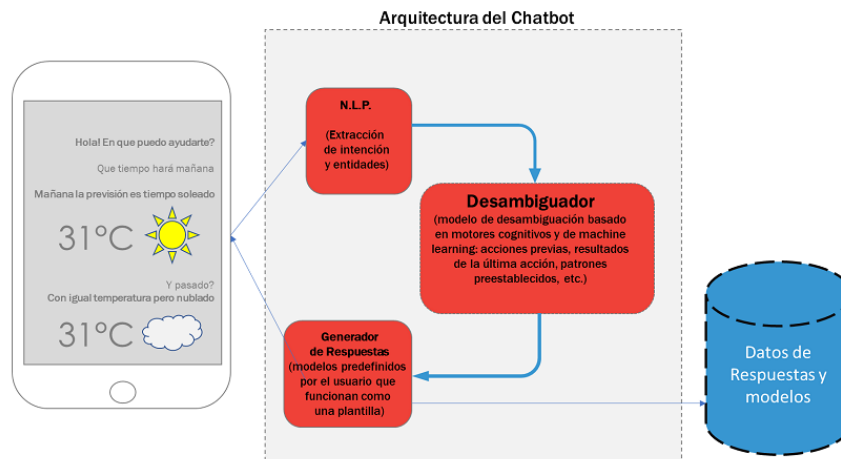 Arquitectura del Chatbot
Hola! En que puedo ayudarte?
Que tiempo hará mañana
Mañana la previsión es tiempo soleado
31°C
Y pasado?
Con igual temperatura pero nublado
31°C
N.L.P.
(Extracción
de intención
y entidades)
Desambiguador
(modelo de desambiguación basado
en motores cognitivos y de machine
learning: acciones previas, resultados
de la última acción, patrones
preestablecidos, etc.)
Generador
de Respuestas
(modelos predefinidos
por el usuario que
funcionan como
una plantilla)
Datos de
Respuestas y
modelos